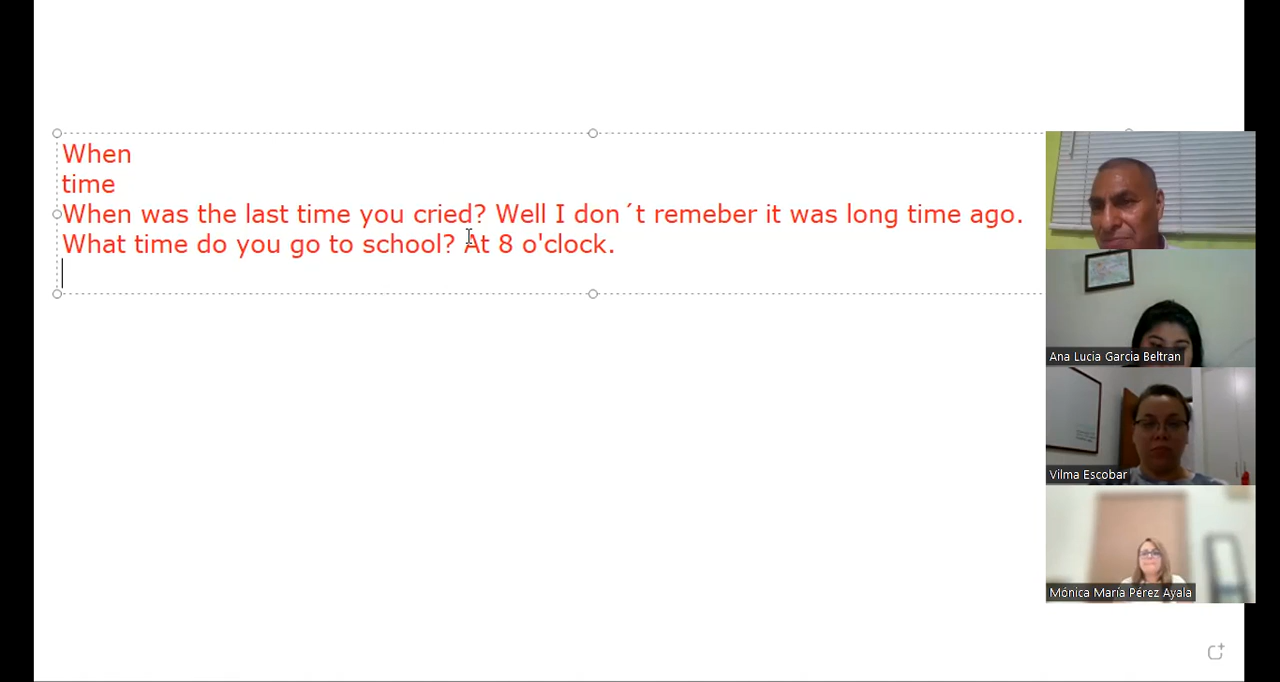 When
time
When was the last time you cried? Well I don´t remeber it was long time ago.
What time do you go to school? At 8 o'clock.
Ana Lucia Garcia Beltran
Vilma Escobar
Mónica María Pérez Ayala